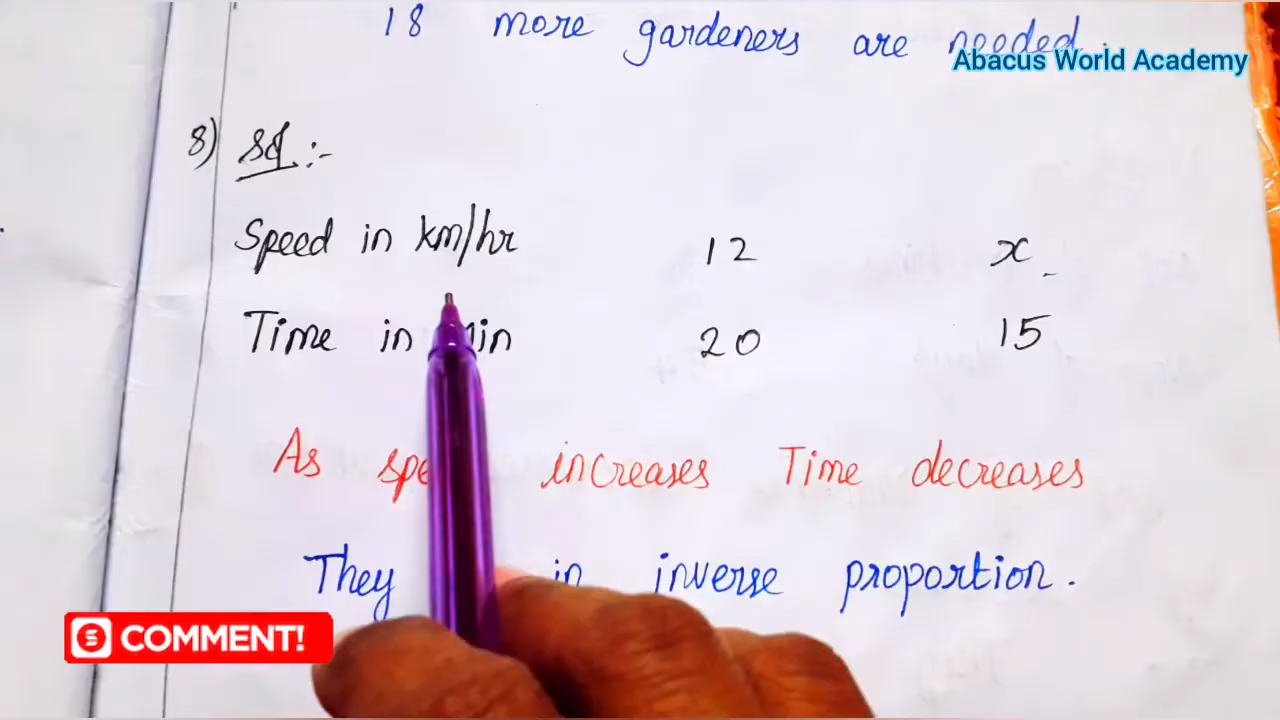 18 more gardeners are needed.
Abacus World Academy
8) Sol :-
Speed in km/hr 12 x
Time in min 20 15
As increases Time decreases
They in inverse proportion.
COMMENT!